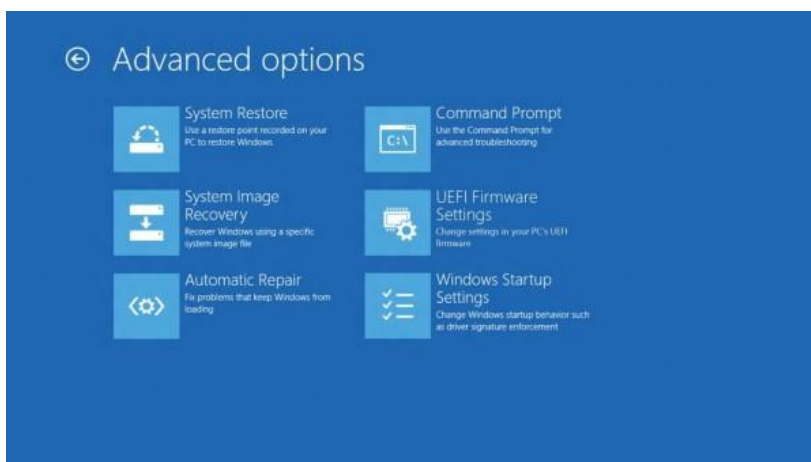 Advanced options
System Restore
Use a restore point recorded on your
PC to restore Windows
Command Prompt
Use the Command Prompt for
advanced troubleshooting
C:\
System Image
Recovery
Recover Windows using a specific
system image file
UEFI Firmware
Settings
Change settings in your PC's UEFI
firmware
Automatic Repair
Fix problems that keep Windows from
loading
Windows Startup
Settings
Change Windows startup behavior such
as driver signature enforcement